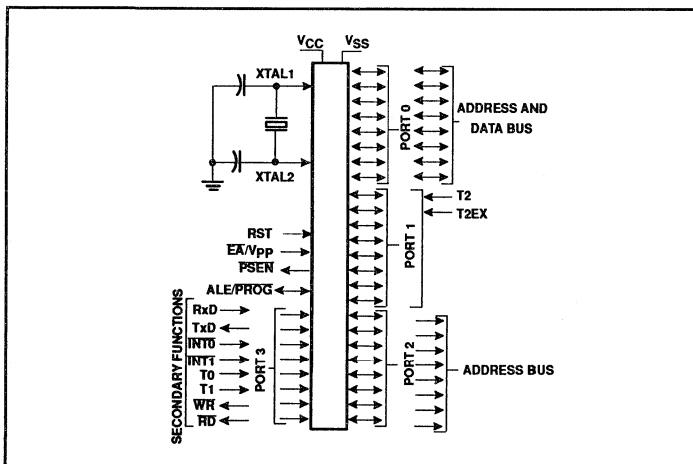 VCC VSS
XTAL1
XTAL2
PORT 0
ADDRESS AND
DATA BUS
T2
T2EX
PORT 1
RST
EA/VPP
PSEN
ALE/PROG
SECONDARY FUNCTIONS
RxD
TxD
INT0
INT1
T0
T1
WR
RD
PORT 3
PORT 2
ADDRESS BUS